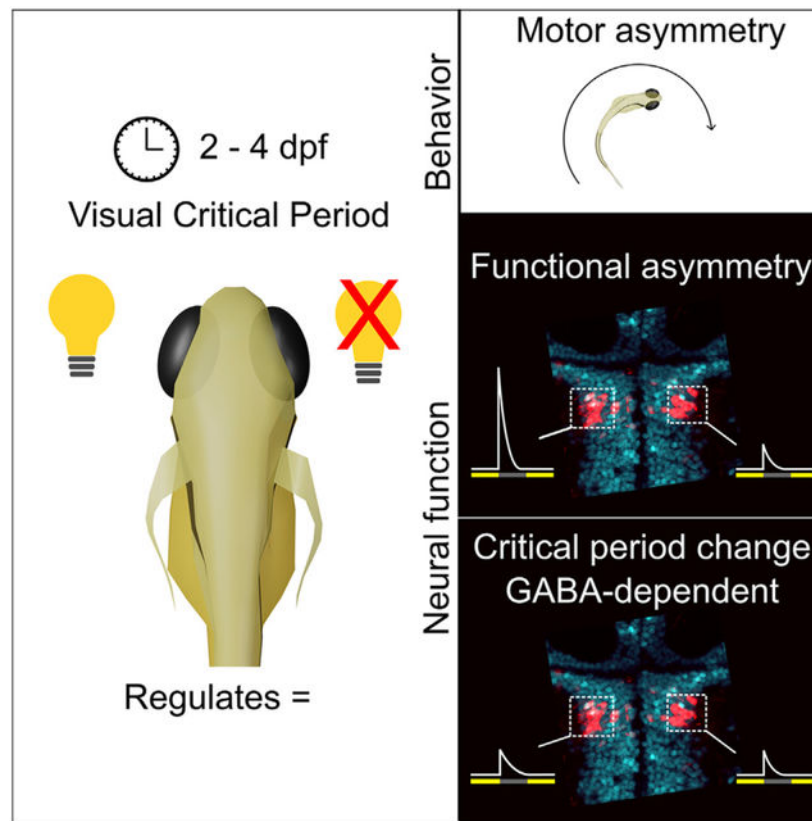 2 - 4 dpf
Visual Critical Period
Regulates =
Behavior
Motor asymmetry
Neural function
Functional asymmetry
Critical period change
GABA-dependent